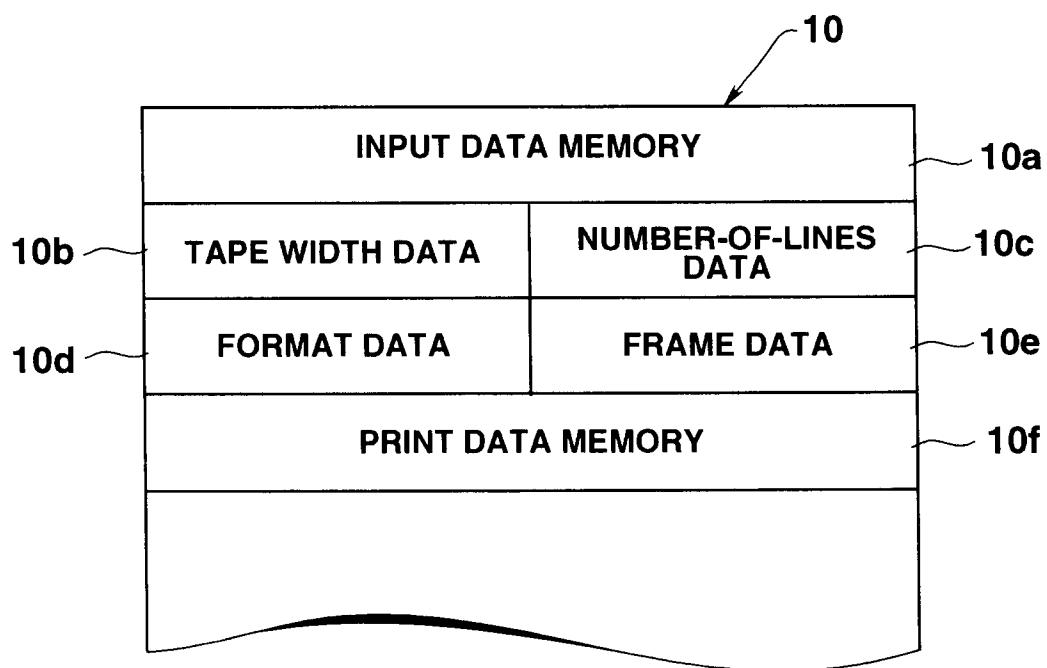 10
INPUT DATA MEMORY
10a
10b
TAPE WIDTH DATA
NUMBER-OF-LINES
DATA
10c
10d
FORMAT DATA
FRAME DATA
10e
PRINT DATA MEMORY
10f